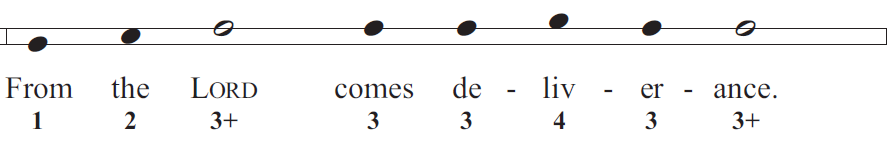 From the LORD comes de - liv - er - ance.
1 2 3+ 3 3 4 3 3+